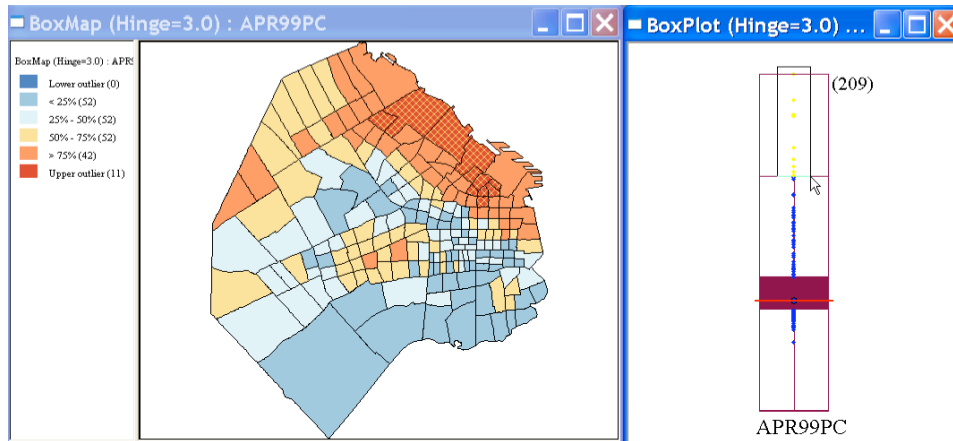 BoxMap (Hinge=3.0) : APR99PC
BoxMap (Hinge=3.0) : APR9
Lower outlier (0)
< 25% (52)
25% - 50% (52)
50% - 75% (52)
> 75% (42)
Upper outlier (11)
BoxPlot (Hinge=3.0) ...
(209)
APR99PC